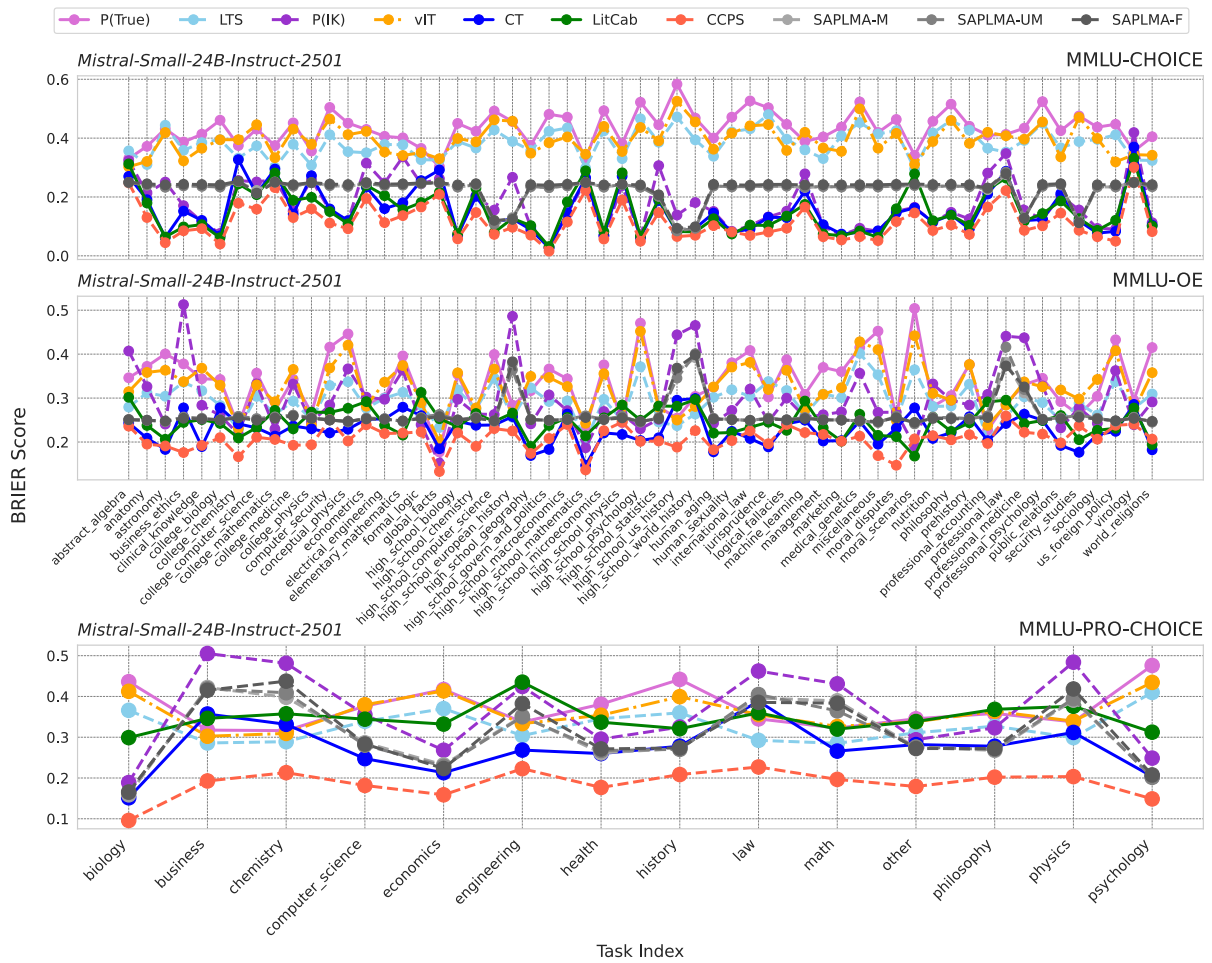 P(True) LTS P(IK) vIT CT LitCab CCPS SAPLMA-M SAPLMA-UM SAPLMA-F
Mistral-Small-24B-Instruct-2501 MMLU-CHOICE
0.6
0.4
0.2
0.0
Mistral-Small-24B-Instruct-2501 MMLU-OE
0.5
0.4
0.3
0.2
BRIER Score
abstract_algebra
anatomy
astronomy
business_ethics
clinical_knowledge
college_biology
college_chemistry
college_computer_science
college_mathematics
college_medicine
college_physics
computer_security
conceptual_physics
econometrics
electrical_engineering
elementary_mathematics
formal_logic
global_facts
high_school_biology
high_school_chemistry
high_school_computer_science
high_school_european_history
high_school_geography
high_school_govern_and_politics
high_school_macroeconomics
high_school_mathematics
high_school_microeconomics
high_school_physics
high_school_psychology
high_school_statistics
high_school_us_history
high_school_world_history
human_aging
human_sexuality
international_law
jurisprudence
logical_fallacies
machine_learning
management
marketing
medical_genetics
miscellaneous
moral_disputes
moral_scenarios
nutrition
philosophy
prehistory
professional_accounting
professional_law
professional_medicine
professional_psychology
public_relations
security_studies
sociology
us_foreign_policy
virology
world_religions
Mistral-Small-24B-Instruct-2501 MMLU-PRO-CHOICE
0.5
0.4
0.3
0.2
0.1
biology
business
chemistry
computer_science
economics
engineering
health
history
law
math
other
philosophy
physics
psychology
Task Index